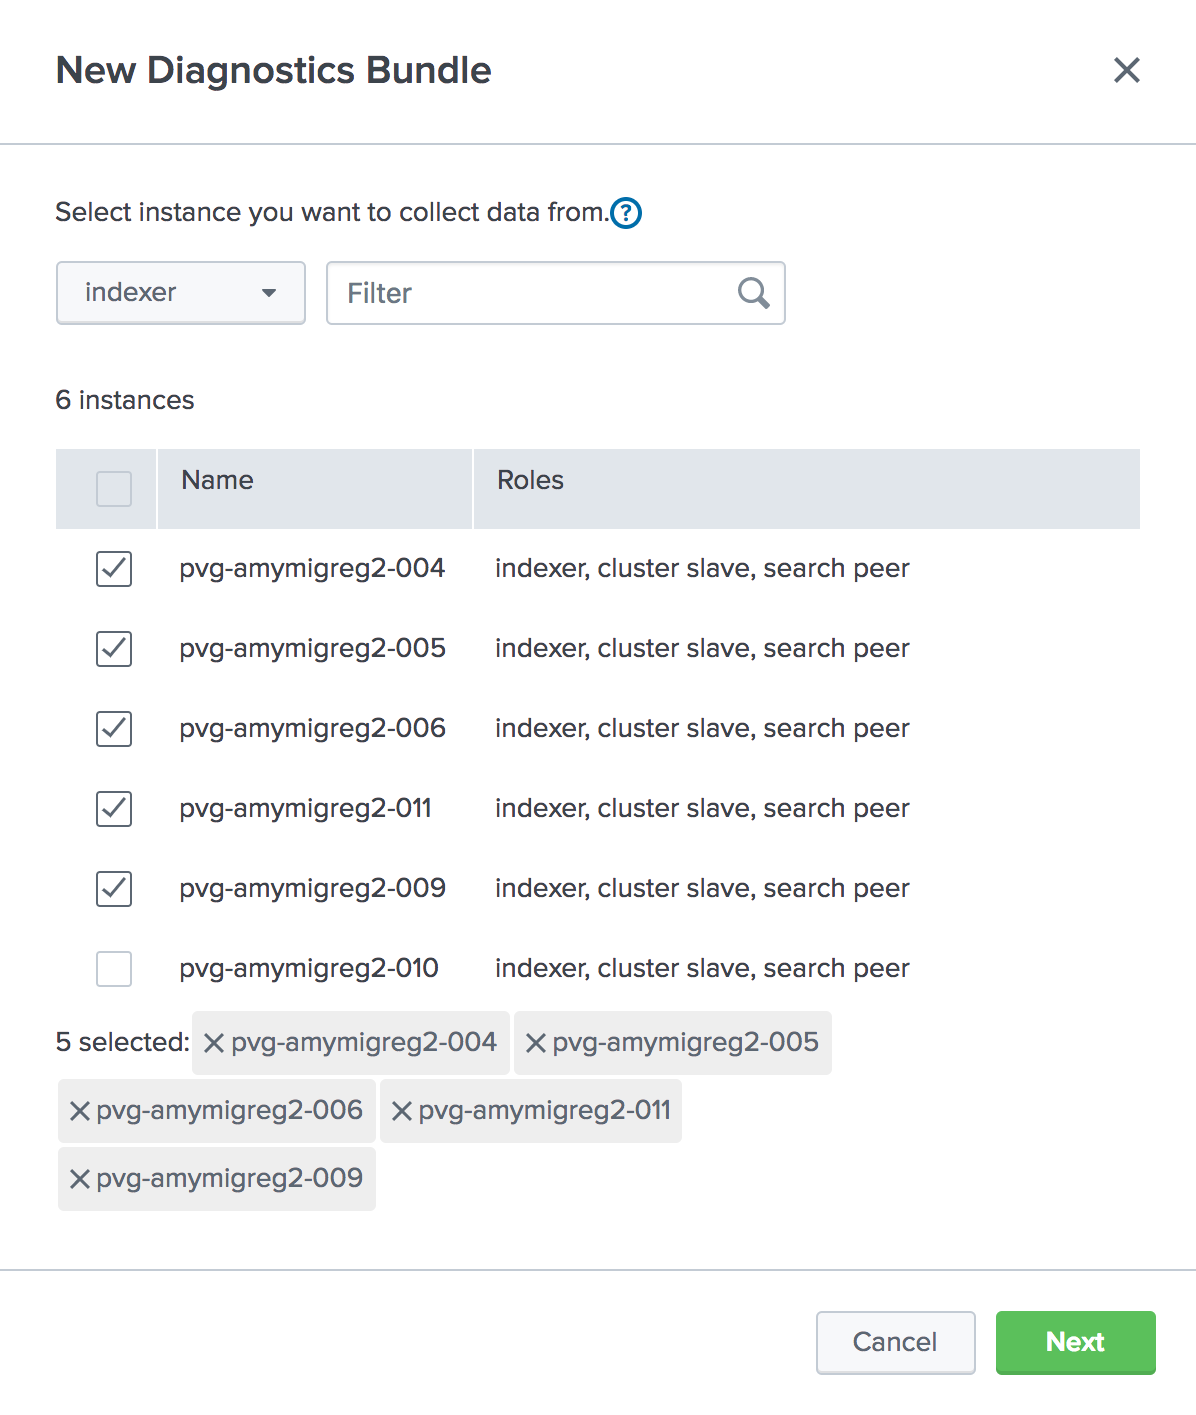 New Diagnostics Bundle
Select instance you want to collect data from.?
indexer Filter
6 instances
Name Roles
pvg-amymigreg2-004 indexer, cluster slave, search peer
pvg-amymigreg2-005 indexer, cluster slave, search peer
pvg-amymigreg2-006 indexer, cluster slave, search peer
pvg-amymigreg2-011 indexer, cluster slave, search peer
pvg-amymigreg2-009 indexer, cluster slave, search peer
pvg-amymigreg2-010 indexer, cluster slave, search peer
5 selected: pvg-amymigreg2-004 pvg-amymigreg2-005
pvg-amymigreg2-006 pvg-amymigreg2-011
pvg-amymigreg2-009
Cancel Next